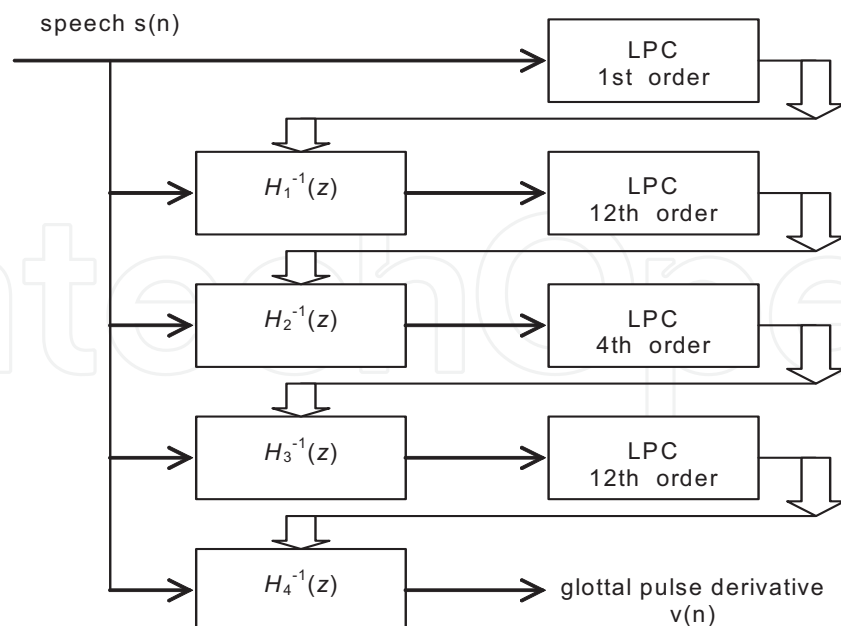 speech s(n)
LPC
1st order
H₁⁻¹(z)
LPC
12th order
H₂⁻¹(z)
LPC
4th order
H₃⁻¹(z)
LPC
12th order
H₄⁻¹(z)
glottal pulse derivative
v(n)
ntechOpe